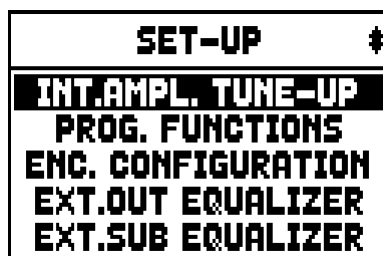 SET-UP
INT.AMPL. TUNE-UP
PROG. FUNCTIONS
ENC. CONFIGURATION
EXT.OUT EQUALIZER
EXT.SUB EQUALIZER